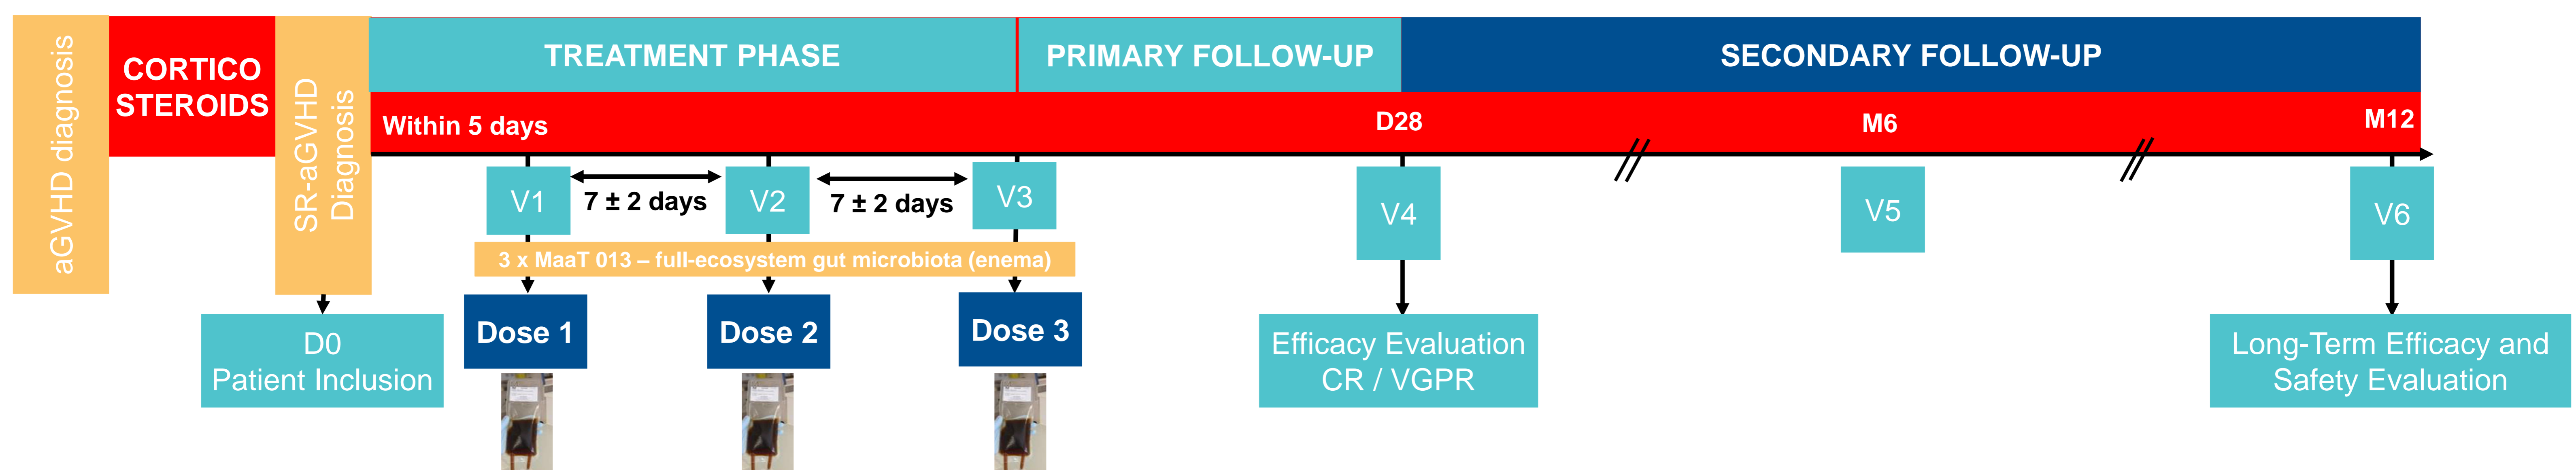 aGVHD diagnosis
CORTICO
STEROIDS
SR-aGVHD
Diagnosis
TREATMENT PHASE
PRIMARY FOLLOW-UP
SECONDARY FOLLOW-UP
Within 5 days
D28
M6
M12
V1
7 ± 2 days
V2
7 ± 2 days
V3
V4
V5
V6
3 x MaaT 013 – full-ecosystem gut microbiota (enema)
D0
Patient Inclusion
Dose 1
Dose 2
Dose 3
Efficacy Evaluation
CR / VGPR
Long-Term Efficacy and
Safety Evaluation